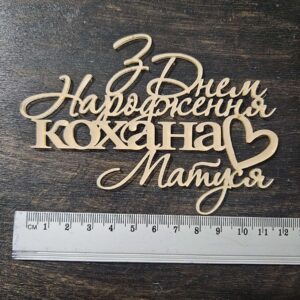 З Днем
Народження
кохана
Матуся
см 1 2 3 4 5 6 7 8 9 10 11 12